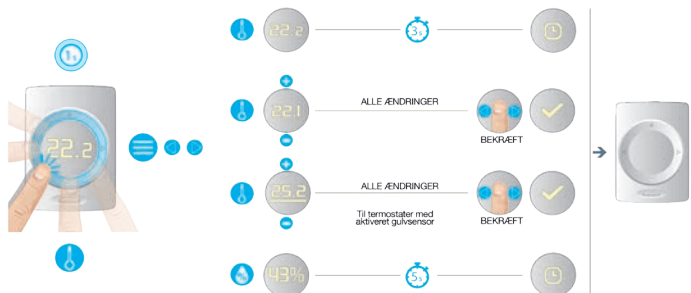 1s
22.2
22.2
3s
22.1
ALLE ÆNDRINGER
BEKRÆFT
25.2
ALLE ÆNDRINGER
Til termostater med
aktiveret gulvsensor
BEKRÆFT
43%
5s